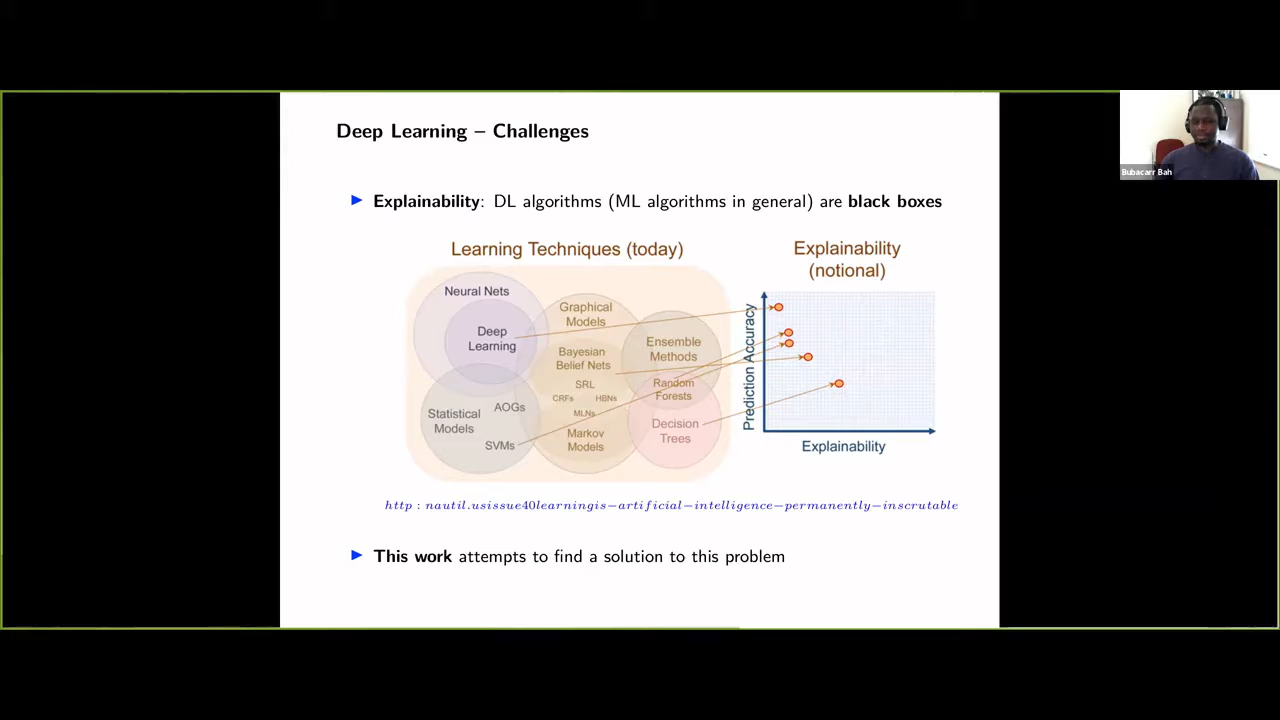 Deep Learning – Challenges
Bubacarr Bah
Explainability: DL algorithms (ML algorithms in general) are black boxes
Learning Techniques (today)
Neural Nets
Deep
Learning
Graphical
Models
Bayesian
Belief Nets
SRL
CRFs
HBNs
MLNs
Markov
Models
Ensemble
Methods
Random
Forests
Decision
Trees
Statistical
Models
AOGs
SVMs
Explainability
(notional)
Prediction Accuracy
Explainability
http : nautil.usissue40learningis−artificial−intelligence−permanently−inscrutable
This work attempts to find a solution to this problem